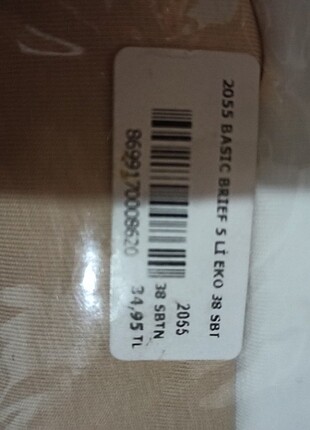 2055 BASIC BRIEF 5 Lİ EKO 38 SBT
8699170008620
2055
38 SBTN
34,95 TL